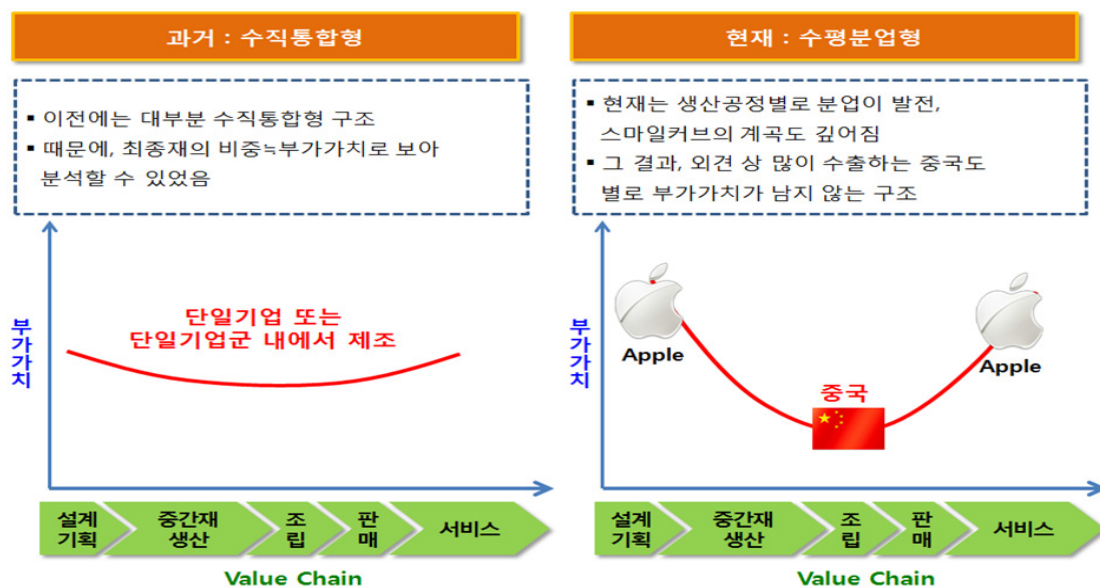 과거 : 수직통합형
▪ 이전에는 대부분 수직통합형 구조
▪ 때문에, 최종재의 비중≒부가가치로 보아
분석할 수 있었음
부가가치
단일기업 또는
단일기업군 내에서 제조
설계
기획
중간재
생산
조립
판매
서비스
Value Chain
현재 : 수평분업형
▪ 현재는 생산공정별로 분업이 발전,
스마일커브의 계곡도 깊어짐
▪ 그 결과, 외견 상 많이 수출하는 중국도
별로 부가가치가 남지 않는 구조
부가가치
Apple
중국
Apple
설계
기획
중간재
생산
조립
판매
서비스
Value Chain